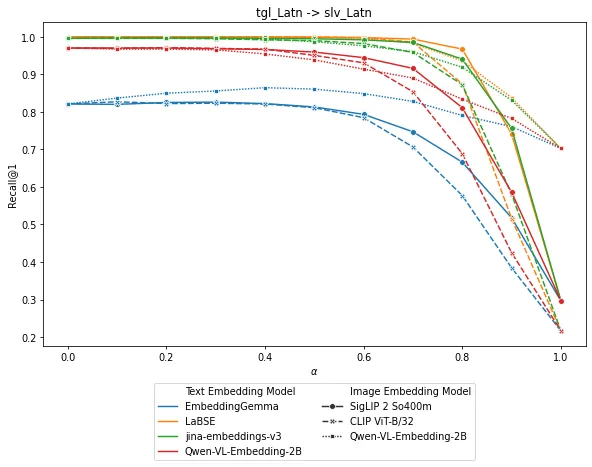 tgl_Latn -> slv_Latn
1.0
0.9
0.8
0.7
0.6
0.5
0.4
0.3
0.2
Recall@1
0.0 0.2 0.4 0.6 0.8 1.0
α
Text Embedding Model Image Embedding Model
EmbeddingGemma SigLIP 2 So400m
LaBSE CLIP ViT-B/32
jina-embeddings-v3 Qwen-VL-Embedding-2B
Qwen-VL-Embedding-2B